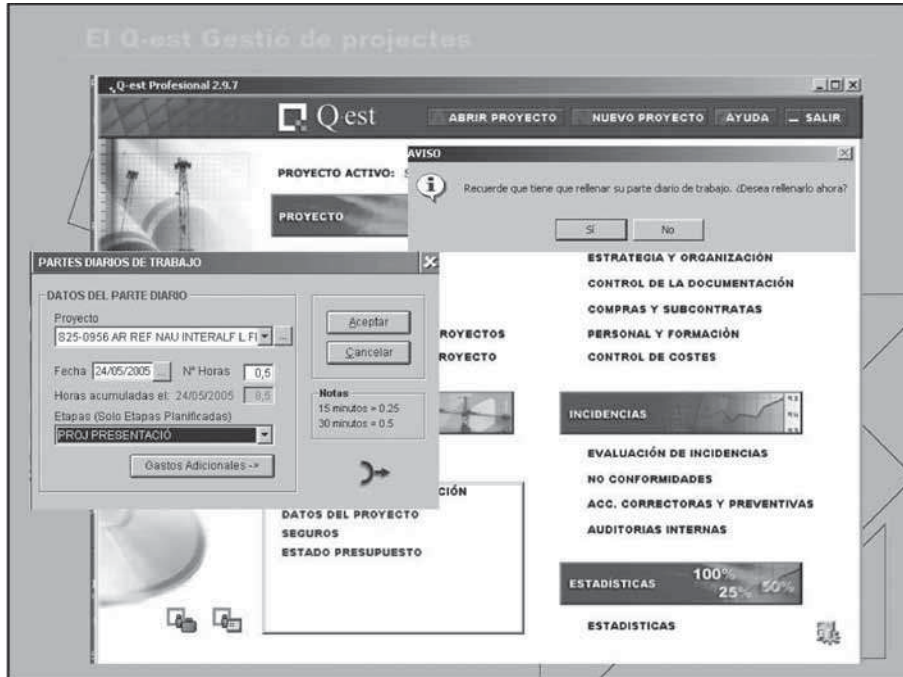 El Q-est Gestió de projectes
Q-est Profesional 2.9.7
Q-est
ABRIR PROYECTO
NUEVO PROYECTO
AYUDA
SALIR
PROYECTO ACTIVO:
PROYECTO
AVISO
Recuerde que tiene que rellenar su parte diario de trabajo. ¿Desea rellenarlo ahora?
Sí
No
PARTES DIARIOS DE TRABAJO
DATOS DEL PARTE DIARIO
Proyecto
825-0956 AR REF NAU INTERALF L FI
...
Fecha 24/05/2005 ... Nº Horas 0,5
Horas acumuladas el: 24/05/2005 8,5
Etapas (Solo Etapas Planificadas)
PROJ PRESENTACIÓ
Gastos Adicionales ->
Aceptar
Cancelar
Notas
15 minutos = 0.25
30 minutos = 0.5
ROYECTOS
ROYECTO
CIÓN
DATOS DEL PROYECTO
SEGUROS
ESTADO PRESUPUESTO
ESTRATEGIA Y ORGANIZACIÓN
CONTROL DE LA DOCUMENTACIÓN
COMPRAS Y SUBCONTRATAS
PERSONAL Y FORMACIÓN
CONTROL DE COSTES
INCIDENCIAS
EVALUACIÓN DE INCIDENCIAS
NO CONFORMIDADES
ACC. CORRECTORAS Y PREVENTIVAS
AUDITORIAS INTERNAS
ESTADISTICAS
100%
25%
50%
ESTADISTICAS